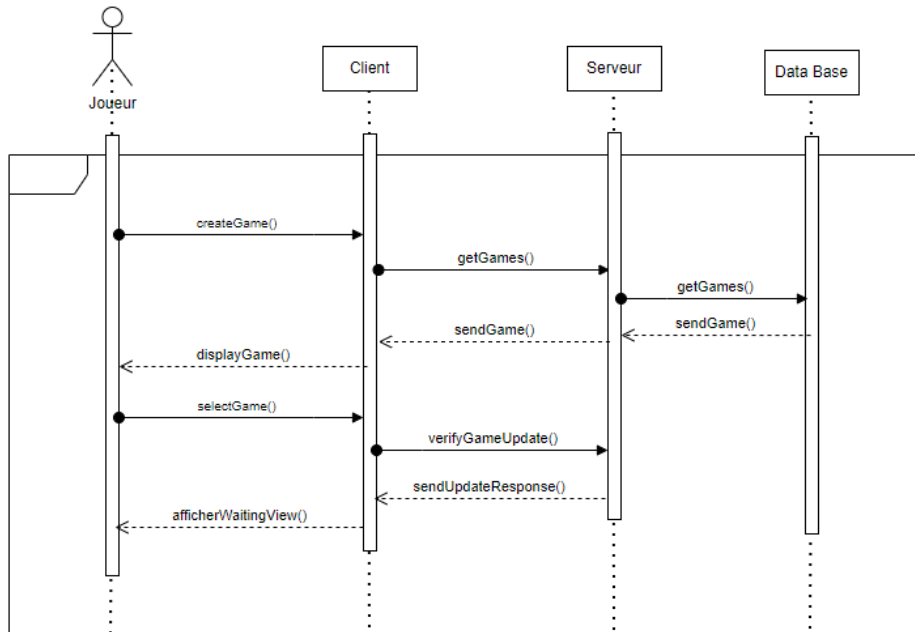 Joueur
Client
Serveur
Data Base
createGame()
getGames()
getGames()
sendGame()
sendGame()
displayGame()
selectGame()
verifyGameUpdate()
sendUpdateResponse()
afficherWaitingView()